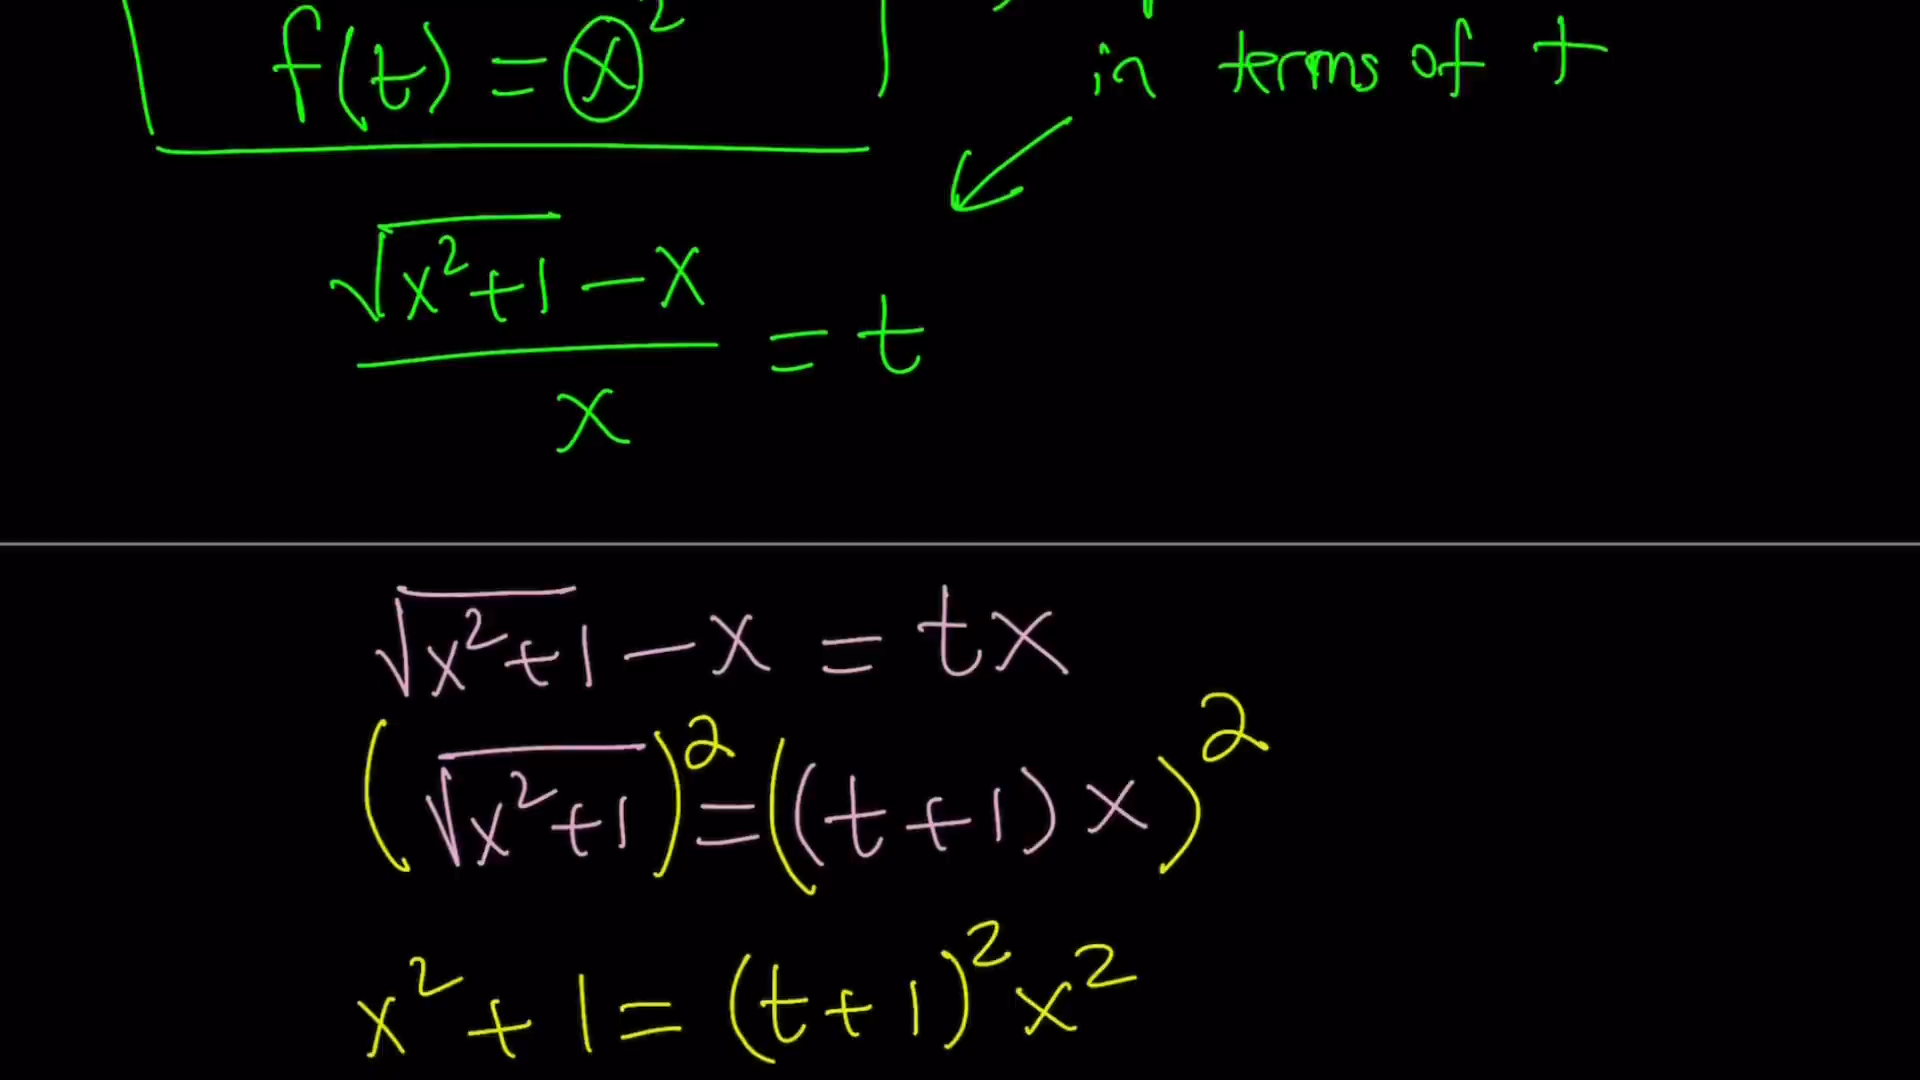 f(t) = x²
in terms of t
(√(x²+1) − x)/x = t
√(x²+1) − x = tx
(√(x²+1))² = ((t+1)x)²
x² + 1 = (t+1)² x²